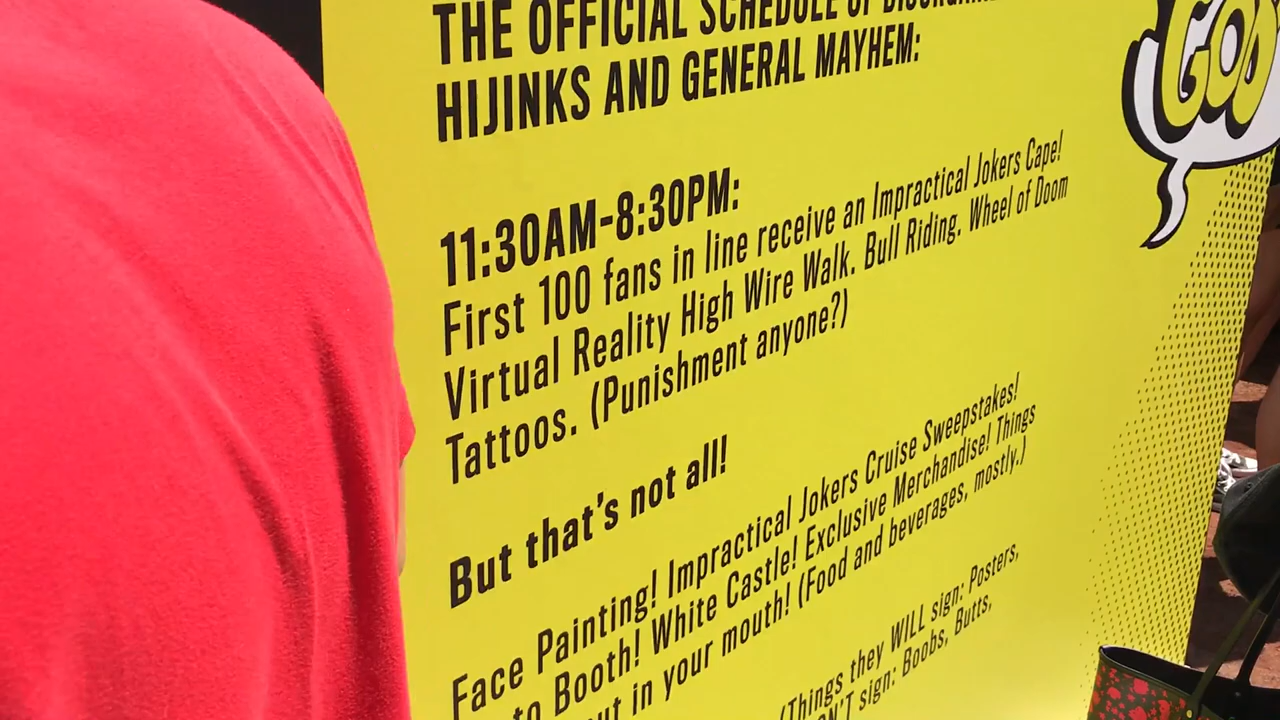 THE OFFICIAL SCHEDULE OF
HIJINKS AND GENERAL MAYHEM:
GOS
11:30AM-8:30PM:
First 100 fans in line receive an Impractical Jokers Cape!
Virtual Reality High Wire Walk. Bull Riding. Wheel of Doom
Tattoos. (Punishment anyone?)
But that's not all!
Face Painting! Impractical Jokers Cruise Sweepstakes!
to Booth! White Castle! Exclusive Merchandise! Things
in your mouth! (Food and beverages, mostly.)
(Things they WILL sign: Posters,
sign: Boobs, Butts,